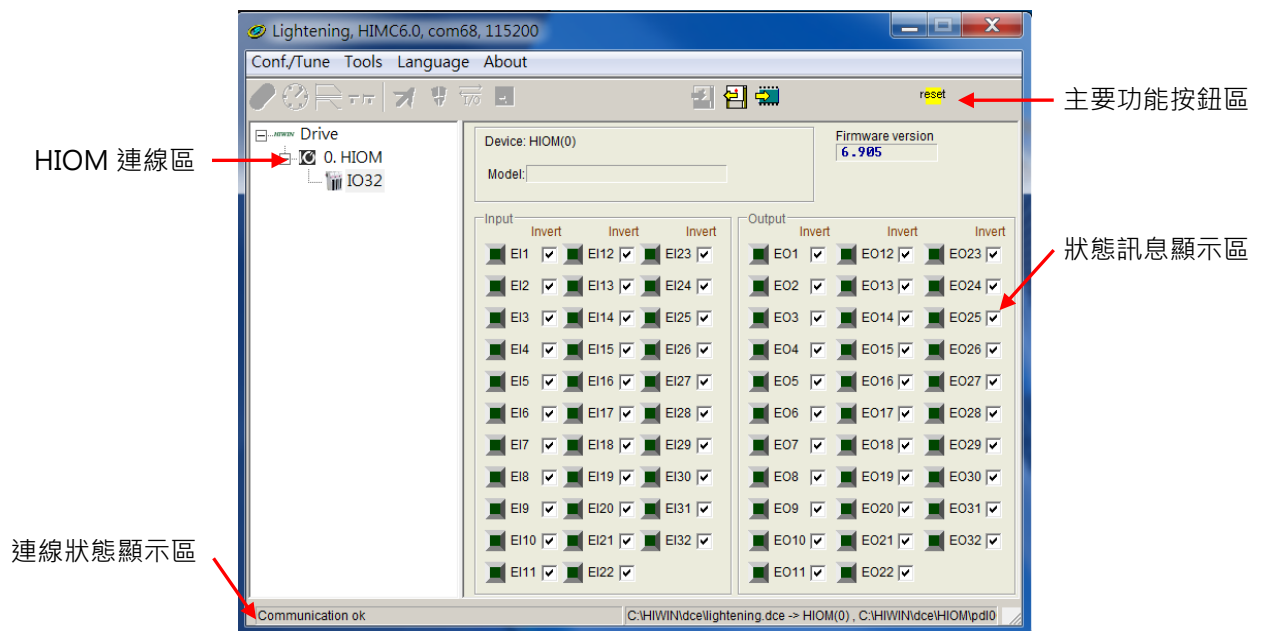 Lightening, HIMC6.0, com68, 115200
Conf./Tune Tools Language About
I/O
reset
主要功能按鈕區
HIWIN Drive
0. HIOM
IO32
HIOM 連線區
Device: HIOM(0)
Model:
Firmware version
6.905
Input
Invert Invert Invert
EI1 EI12 EI23
EI2 EI13 EI24
EI3 EI14 EI25
EI4 EI15 EI26
EI5 EI16 EI27
EI6 EI17 EI28
EI7 EI18 EI29
EI8 EI19 EI30
EI9 EI20 EI31
EI10 EI21 EI32
EI11 EI22
Output
Invert Invert Invert
EO1 EO12 EO23
EO2 EO13 EO24
EO3 EO14 EO25
EO4 EO15 EO26
EO5 EO16 EO27
EO6 EO17 EO28
EO7 EO18 EO29
EO8 EO19 EO30
EO9 EO20 EO31
EO10 EO21 EO32
EO11 EO22
狀態訊息顯示區
連線狀態顯示區
Communication ok
C:\HIWIN\dce\lightening.dce -> HIOM(0) , C:\HIWIN\dce\HIOM\pdl0